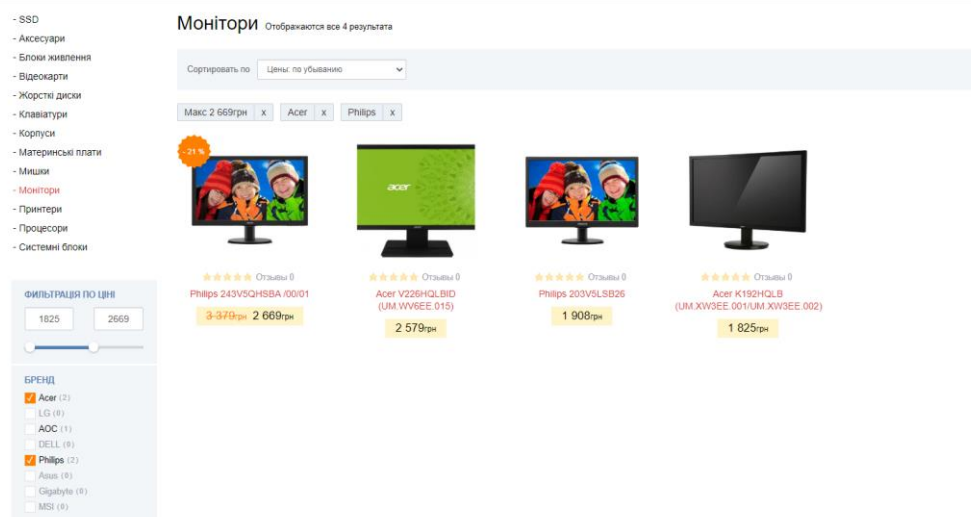 - SSD
- Аксесуари
- Блоки живлення
- Відеокарти
- Жорсткі диски
- Клавіатури
- Корпуси
- Материнські плати
- Мишки
- Монітори
- Принтери
- Процесори
- Системні блоки
ФИЛЬТРАЦІЯ ПО ЦІНІ
1825 2669
БРЕНД
Acer (2)
LG (0)
AOC (1)
DELL (0)
Philips (2)
Asus (0)
Gigabyte (0)
MSI (0)
Монітори Отображаются все 4 результата
Сортировать по Цены: по убыванию
Макс 2 669грн x Acer x Philips x
-21 %
acer
Отзывы 0
Philips 243V5QHSBA /00/01
3 379грн 2 669грн
Отзывы 0
Acer V226HQLBID
(UM.WV6EE.015)
2 579грн
Отзывы 0
Philips 203V5LSB26
1 908грн
Отзывы 0
Acer K192HQLB
(UM.XW3EE.001/UM.XW3EE.002)
1 825грн